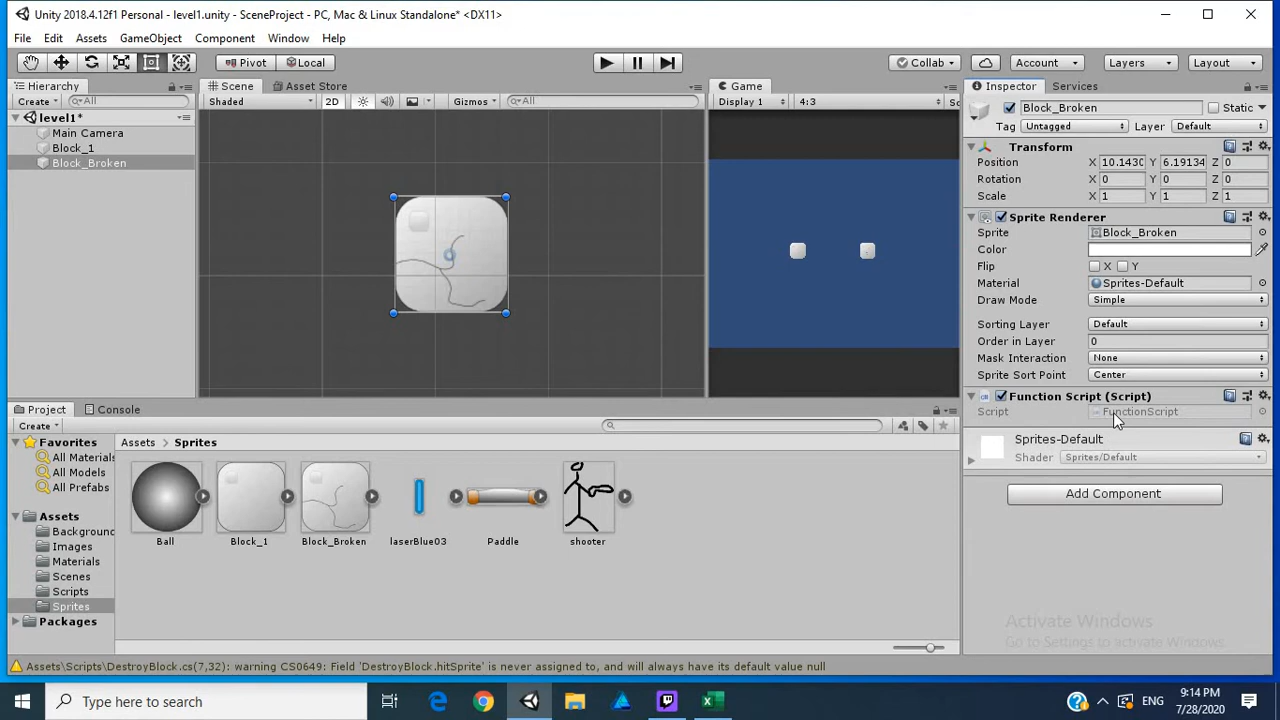 Unity 2018.4.12f1 Personal - level1.unity - SceneProject - PC, Mac & Linux Standalone* <DX11>
File Edit Assets GameObject Component Window Help
Pivot Local Collab Account Layers Layout
Hierarchy Scene Asset Store Game Inspector Services
Create All Shaded 2D Gizmos All Display 1 4:3 Sc
Block_Broken Static
Tag Untagged Layer Default
level1*
Main Camera
Block_1
Block_Broken
Transform
Position X 10.1430 Y 6.19134 Z 0
Rotation X 0 Y 0 Z 0
Scale X 1 Y 1 Z 1
Sprite Renderer
Sprite Block_Broken
Color
Flip X Y
Material Sprites-Default
Draw Mode Simple
Sorting Layer Default
Order in Layer 0
Mask Interaction None
Sprite Sort Point Center
Function Script (Script)
Script FunctionScript
Sprites-Default
Shader Sprites/Default
Add Component
Project Console
Create
Favorites
All Materials
All Models
All Prefabs
Assets
Background
Images
Materials
Scenes
Scripts
Sprites
Packages
Assets Sprites
Ball Block_1 Block_Broken laserBlue03 Paddle shooter
Activate Windows
Go to Settings to activate Windows.
Assets\Scripts\DestroyBlock.cs(7,32): warning CS0649: Field 'DestroyBlock.hitSprite' is never assigned to, and will always have its default value null
Type here to search
ENG
9:14 PM
7/28/2020